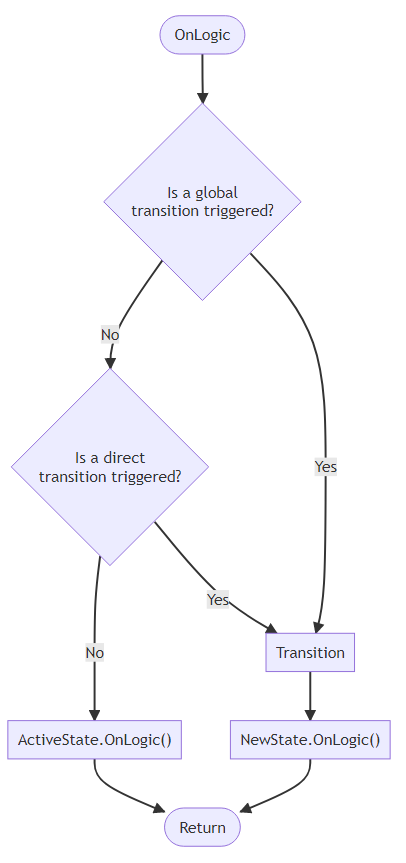 OnLogic
Is a global
transition triggered?
No
Is a direct
transition triggered?
Yes
Yes
Transition
No
ActiveState.OnLogic()
NewState.OnLogic()
Return